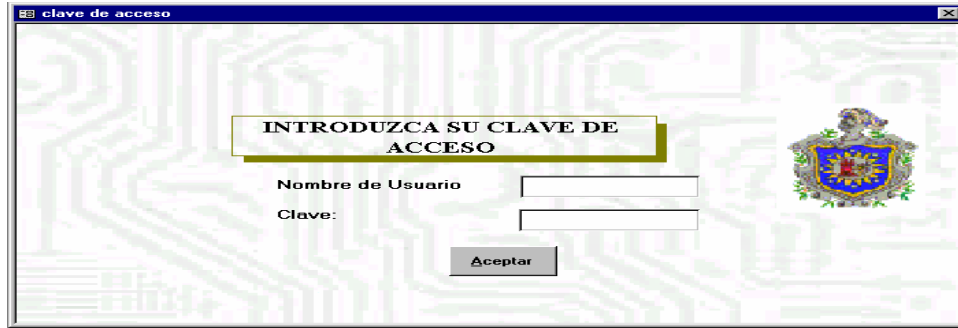 clave de acceso
INTRODUZCA SU CLAVE DE
ACCESO
Nombre de Usuario
Clave:
Aceptar